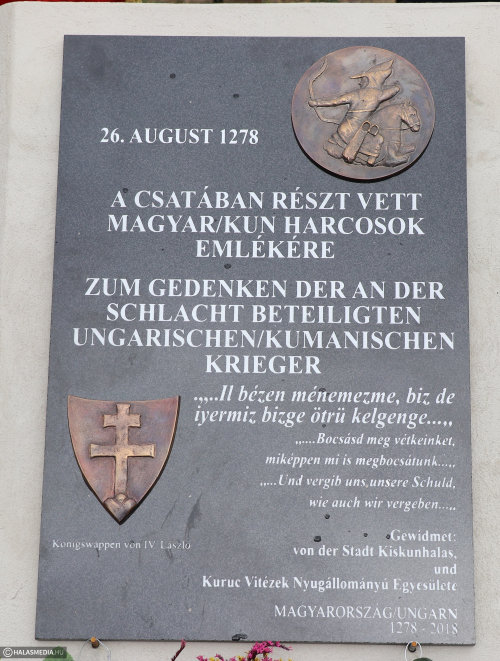 26. AUGUST 1278
A CSATÁBAN RÉSZT VETT
MAGYAR/KUN HARCOSOK
EMLÉKÉRE
ZUM GEDENKEN DER AN DER
SCHLACHT BETEILIGTEN
UNGARISCHEN/KUMANISCHEN
KRIEGER
„...Il bézen ménemezme, biz de
iyermiz bizge ötrü kelgenge...„
„....Bocsásd meg vétkeinket,
miképpen mi is megbocsátunk...„
„...Und vergib uns,unsere Schuld,
wie auch wir vergeben...„
Königswappen von IV. László
Gewidmet:
von der Stadt Kiskunhalas,
und
Kuruc Vitézek Nyugállományú Egyesülete
MAGYARORSZÁG/UNGARN
1278 - 2018
HALASMEDIA.HU